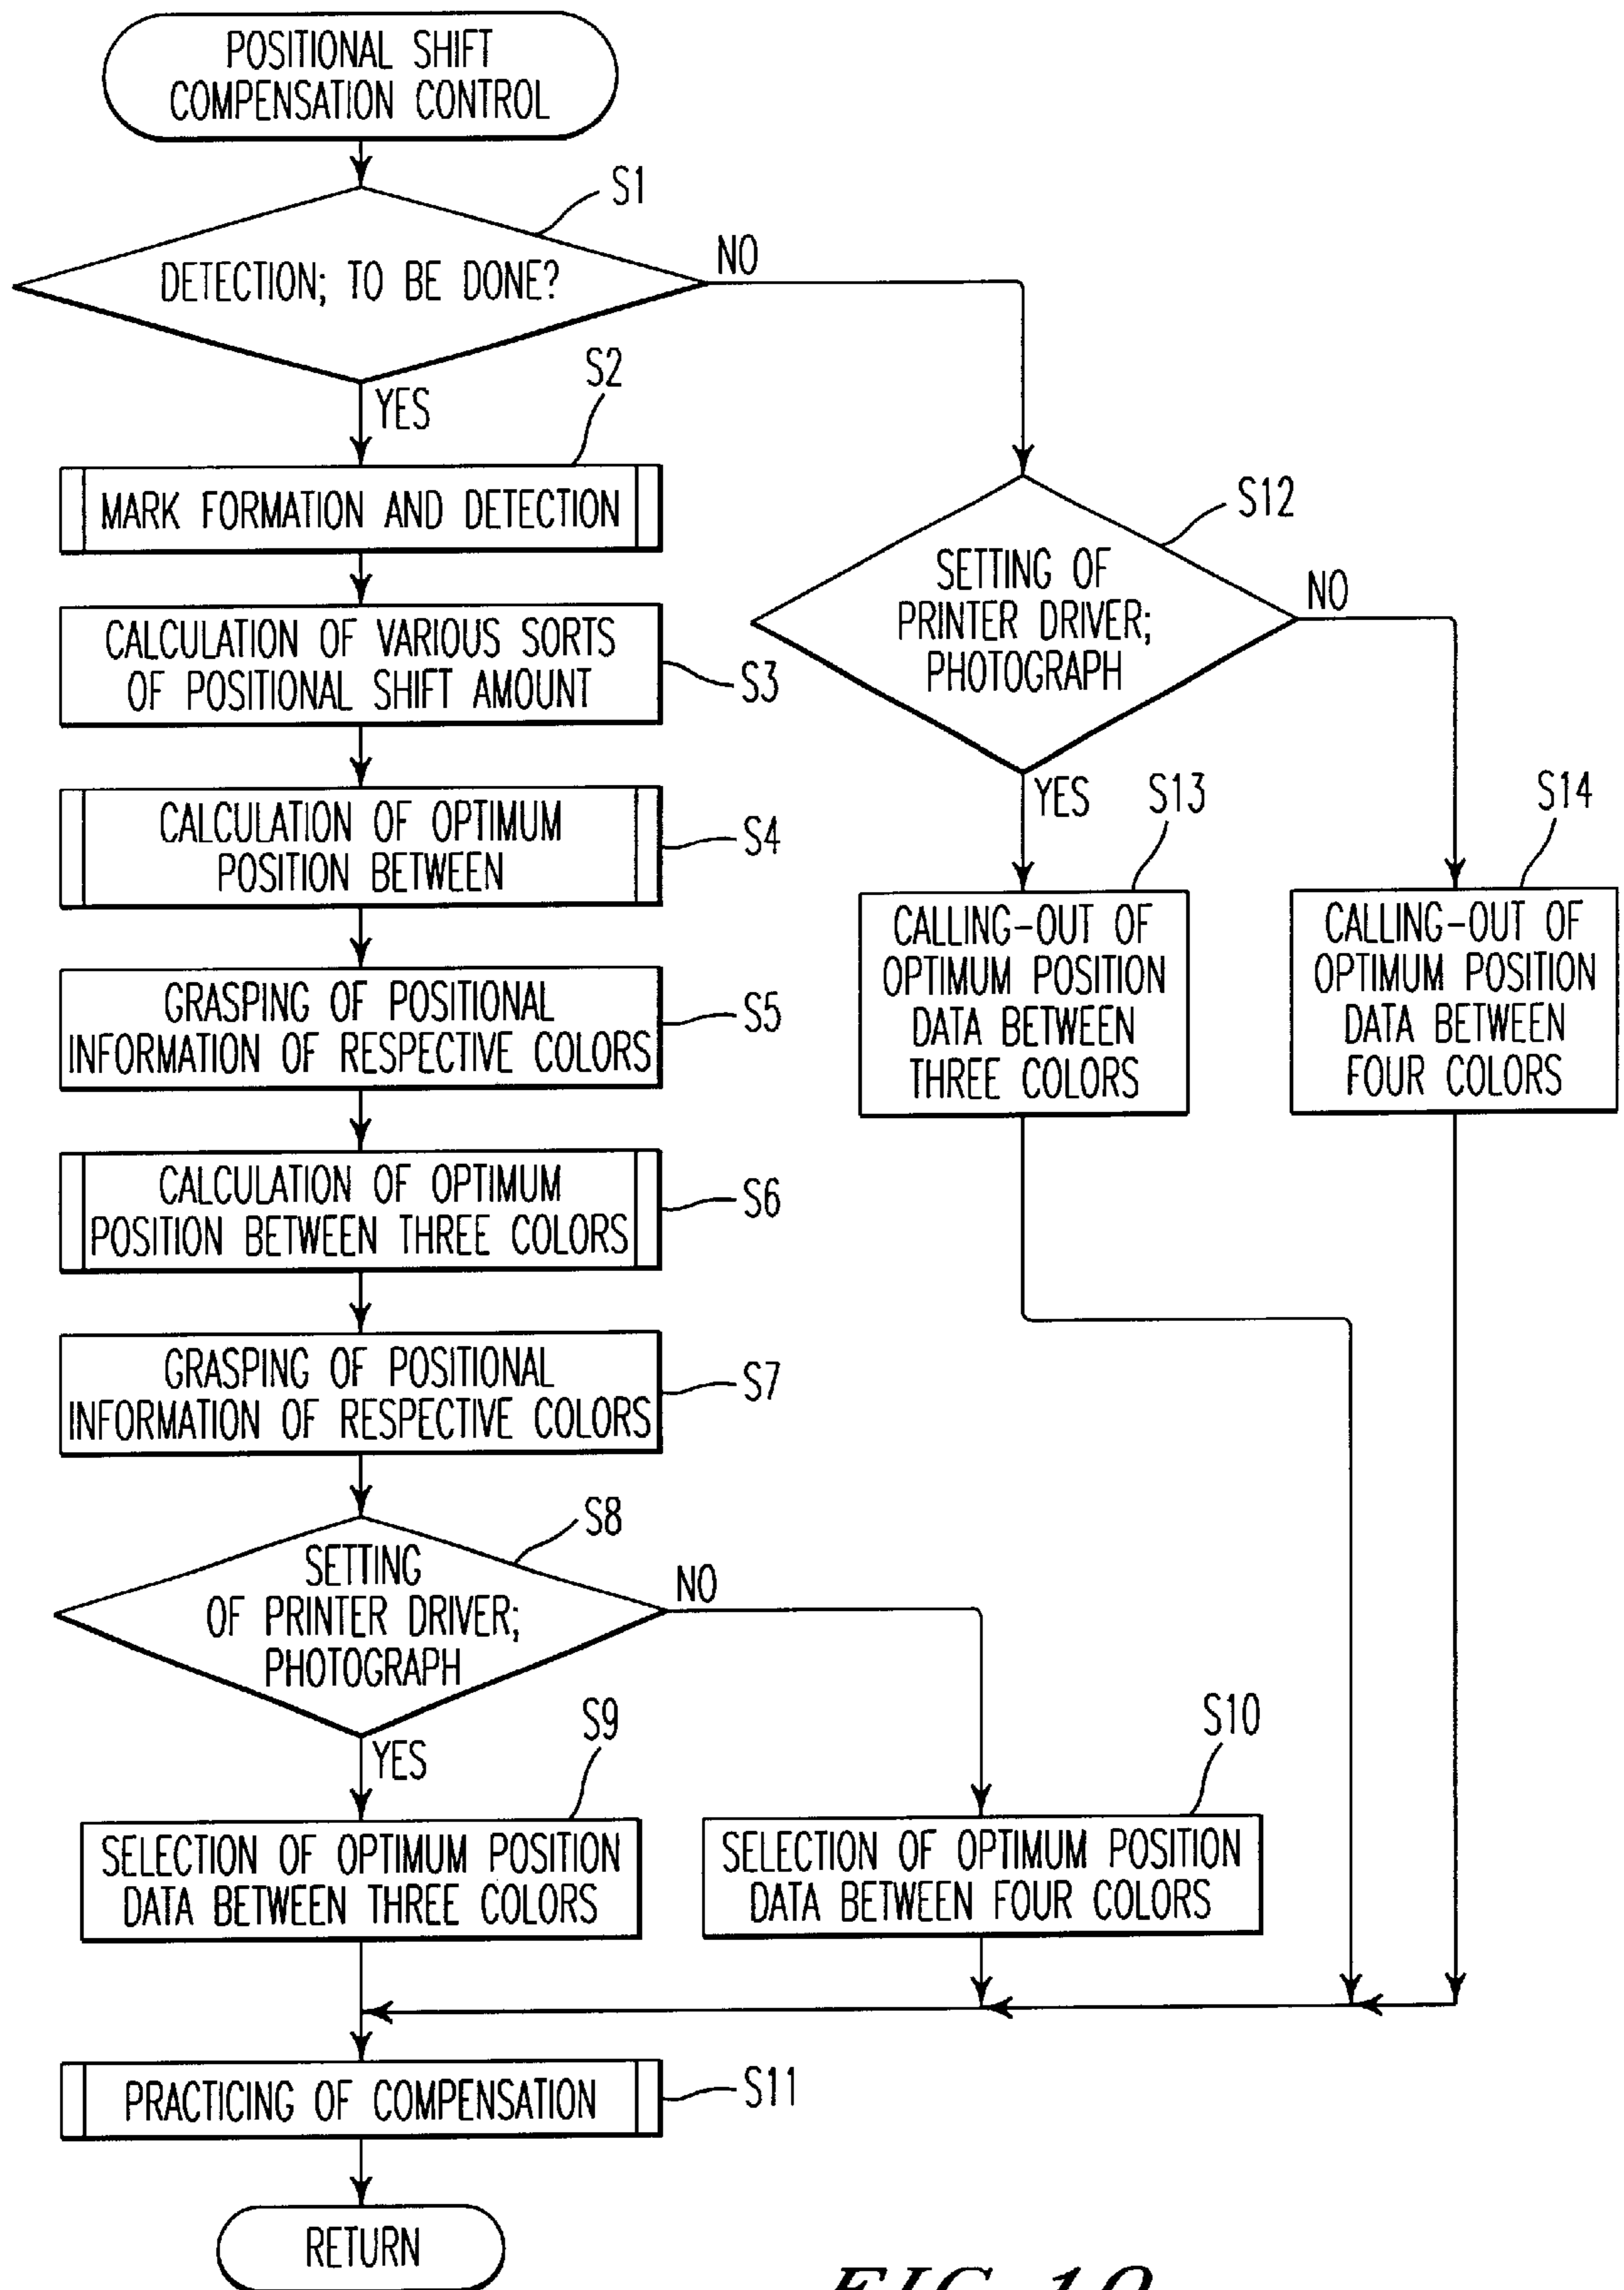 POSITIONAL SHIFT
COMPENSATION CONTROL
S1
DETECTION; TO BE DONE?
NO
YES
S2
MARK FORMATION AND DETECTION
CALCULATION OF VARIOUS SORTS
OF POSITIONAL SHIFT AMOUNT
S3
CALCULATION OF OPTIMUM
POSITION BETWEEN
S4
GRASPING OF POSITIONAL
INFORMATION OF RESPECTIVE COLORS
S5
CALCULATION OF OPTIMUM
POSITION BETWEEN THREE COLORS
S6
GRASPING OF POSITIONAL
INFORMATION OF RESPECTIVE COLORS
S7
S8
SETTING
OF PRINTER DRIVER;
PHOTOGRAPH
NO
YES
S9
SELECTION OF OPTIMUM POSITION
DATA BETWEEN THREE COLORS
S10
SELECTION OF OPTIMUM POSITION
DATA BETWEEN FOUR COLORS
S12
SETTING OF
PRINTER DRIVER;
PHOTOGRAPH
NO
YES
S13
CALLING-OUT OF
OPTIMUM POSITION
DATA BETWEEN
THREE COLORS
S14
CALLING-OUT OF
OPTIMUM POSITION
DATA BETWEEN
FOUR COLORS
PRACTICING OF COMPENSATION
S11
RETURN